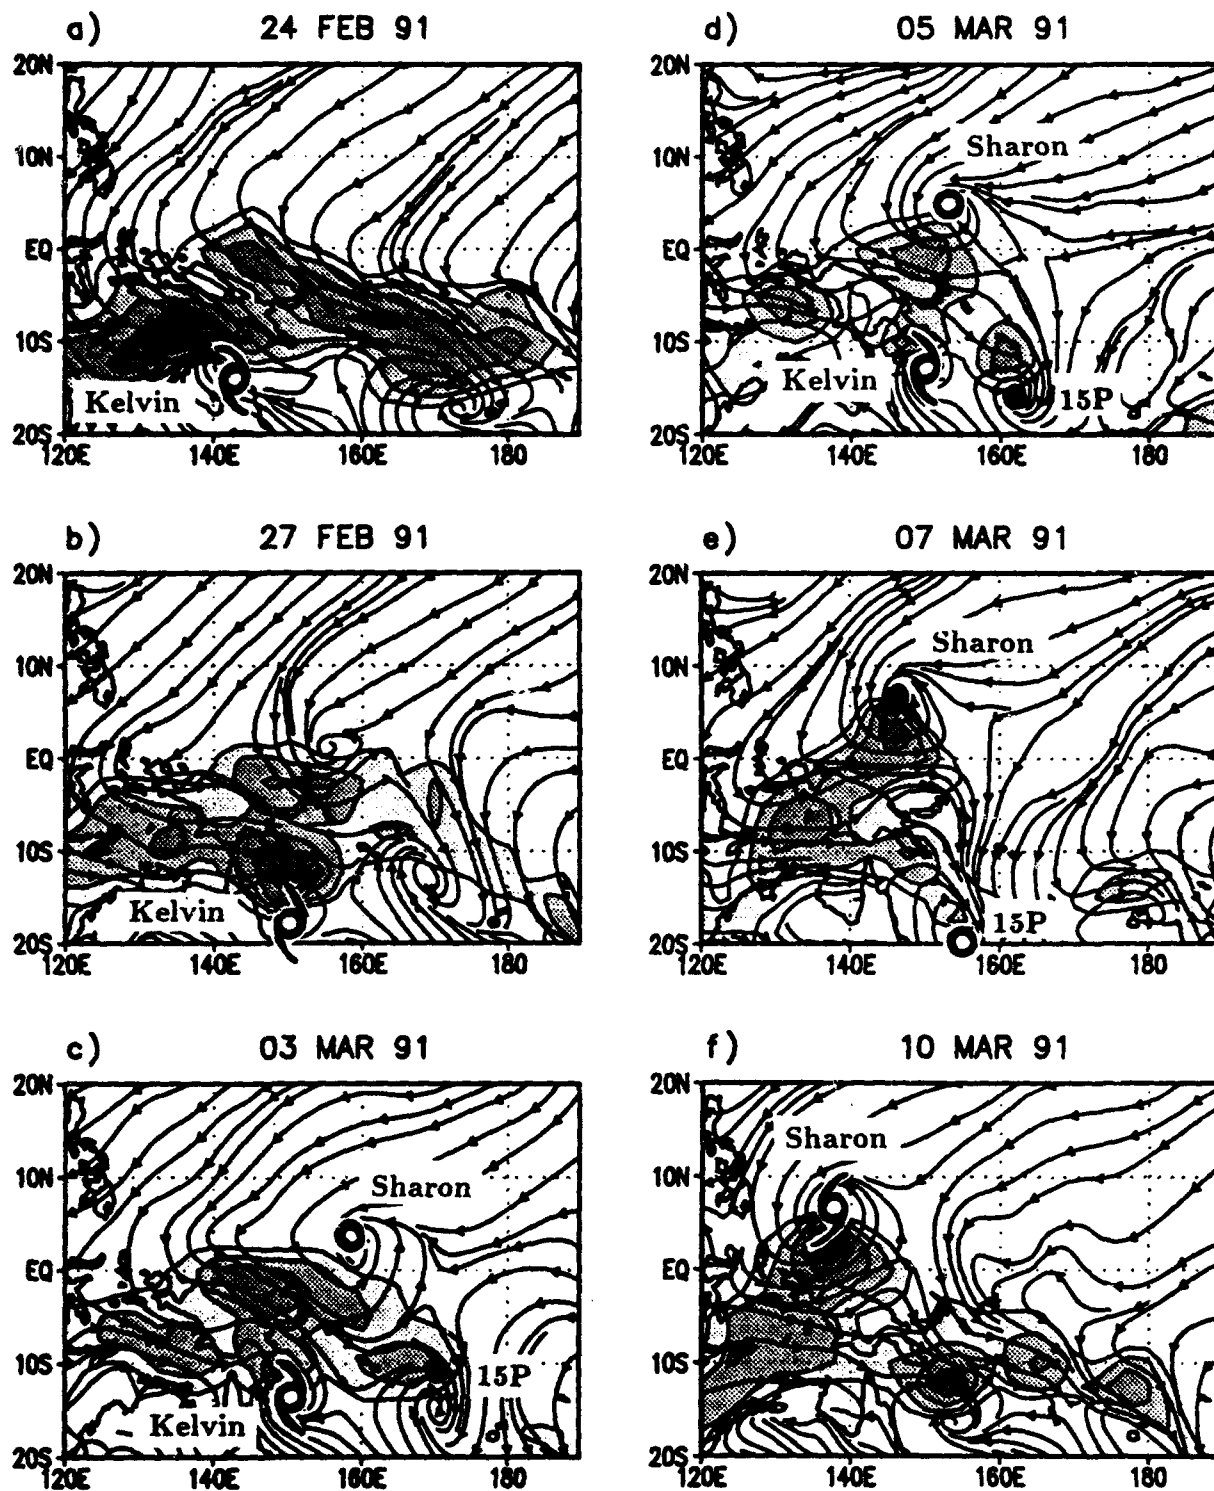 a) 24 FEB 91
20N
10N
EQ
10S
20S
Kelvin
120E 140E 160E 180
b) 27 FEB 91
20N
10N
EQ
10S
20S
Kelvin
120E 140E 160E 180
c) 03 MAR 91
20N
Sharon
10N
EQ
10S
15P
Kelvin
20S
120E 140E 160E 180
d) 05 MAR 91
20N
Sharon
10N
EQ
10S
Kelvin
15P
20S
120E 140E 160E 180
e) 07 MAR 91
20N
Sharon
10N
EQ
10S
15P
20S
120E 140E 160E 180
f) 10 MAR 91
20N
Sharon
10N
EQ
10S
20S
120E 140E 160E 180